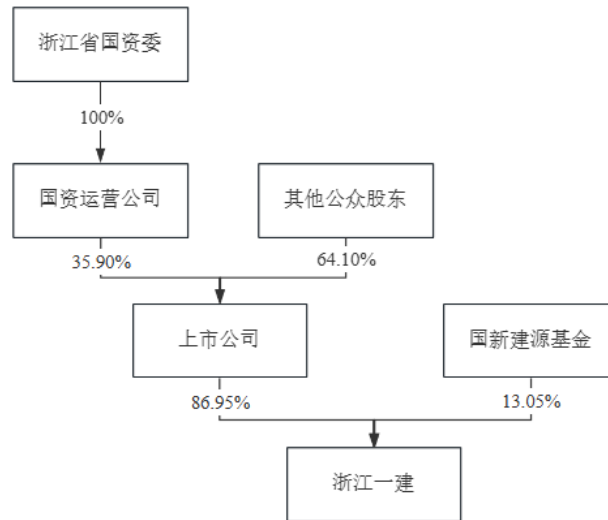 浙江省国资委
100%
国资运营公司
其他公众股东
35.90%
64.10%
上市公司
国新建源基金
86.95%
13.05%
浙江一建